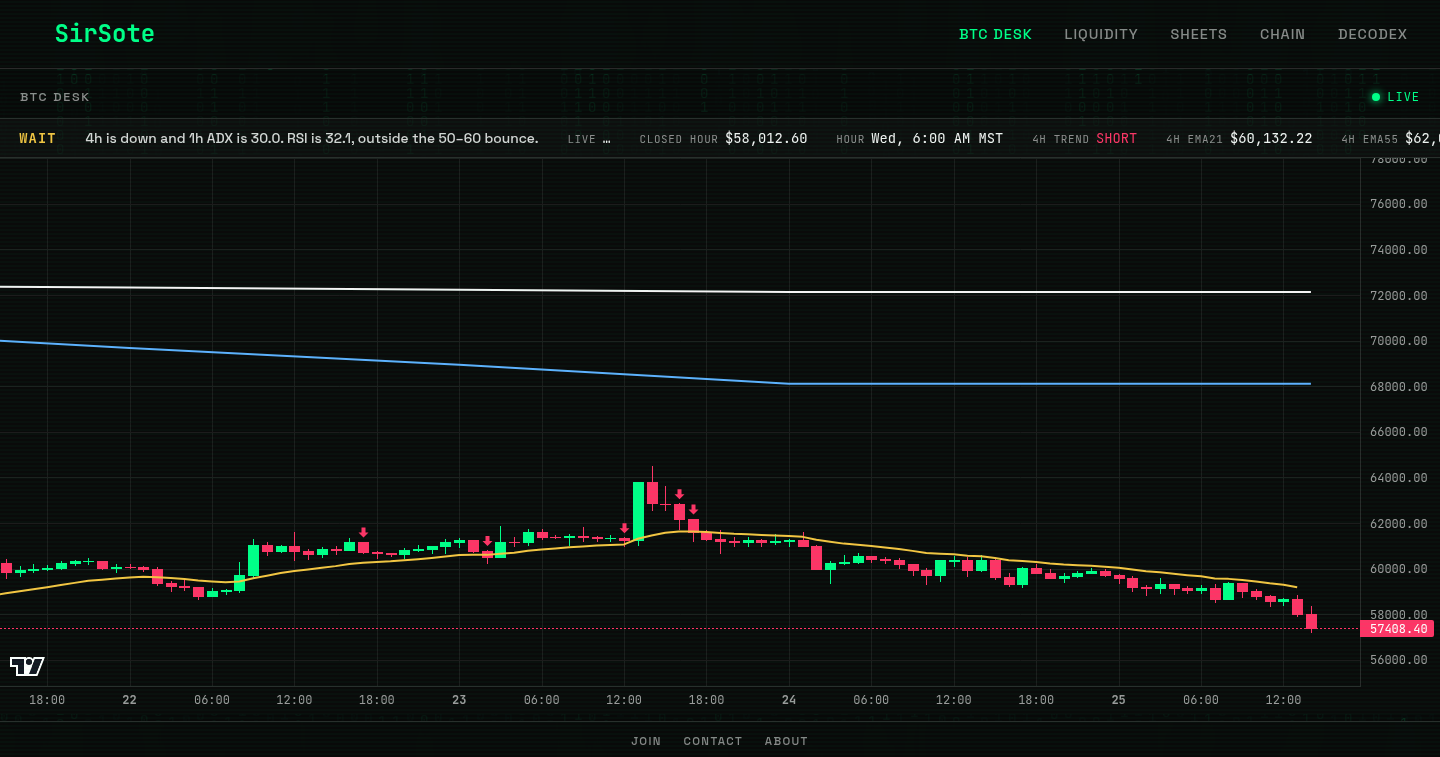 SirSote
BTC DESK LIQUIDITY SHEETS CHAIN DECODEX
BTC DESK
LIVE
WAIT 4h is down and 1h ADX is 30.0. RSI is 32.1, outside the 50–60 bounce. LIVE … CLOSED HOUR $58,012.60 HOUR Wed, 6:00 AM MST 4H TREND SHORT 4H EMA21 $60,132.22 4H EMA55 $62,0
78000.00
76000.00
74000.00
72000.00
70000.00
68000.00
66000.00
64000.00
62000.00
60000.00
58000.00
57408.40
56000.00
18:00 22 06:00 12:00 18:00 23 06:00 12:00 18:00 24 06:00 12:00 18:00 25 06:00 12:00
JOIN CONTACT ABOUT